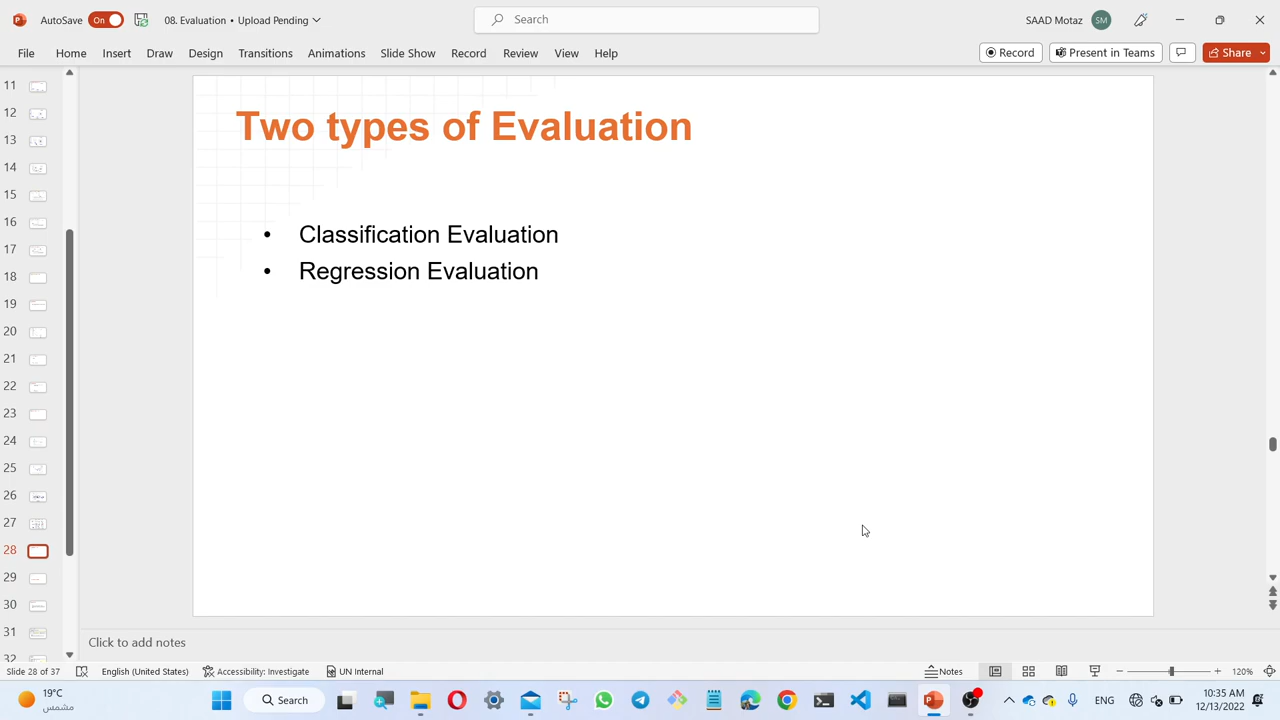 AutoSave On 08. Evaluation • Upload Pending Search SAAD Motaz SM
File Home Insert Draw Design Transitions Animations Slide Show Record Review View Help Record Present in Teams Share
11
12
13
14
15
16
17
18
19
20
21
22
23
24
25
26
27
28
29
30
31
32
Two types of Evaluation
• Classification Evaluation
• Regression Evaluation
Click to add notes
Slide 28 of 37 English (United States) Accessibility: Investigate UN Internal Notes 120%
19°C
مشمس
Search
ENG
10:35 AM
12/13/2022